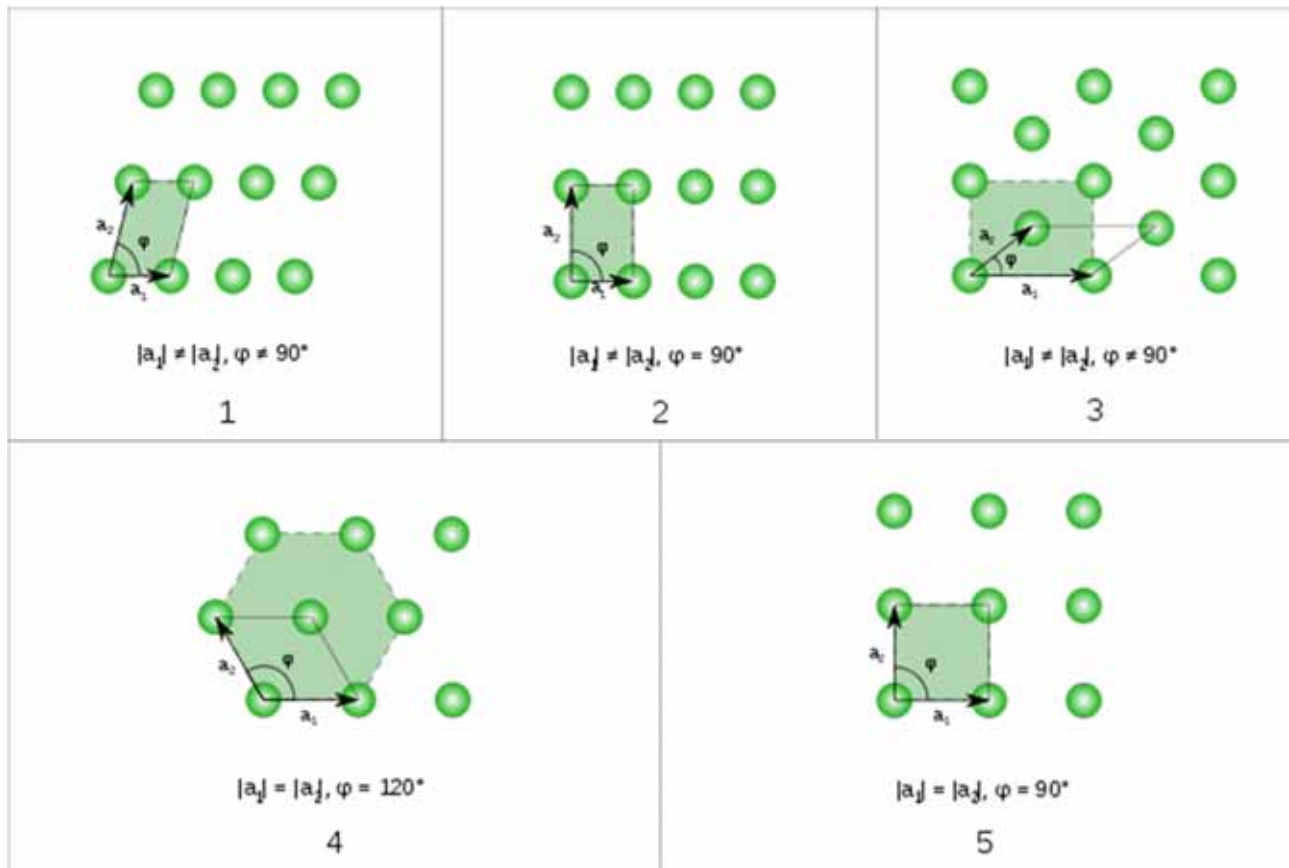 a₂
φ
a₁
|a₁| ≠ |a₂|, φ ≠ 90°
1
a₂
φ
a₁
|a₁| ≠ |a₂|, φ = 90°
2
a₂
φ
a₁
|a₁| ≠ |a₂|, φ ≠ 90°
3
a₂
φ
a₁
|a₁| = |a₂|, φ = 120°
4
a₂
φ
a₁
|a₁| = |a₂|, φ = 90°
5